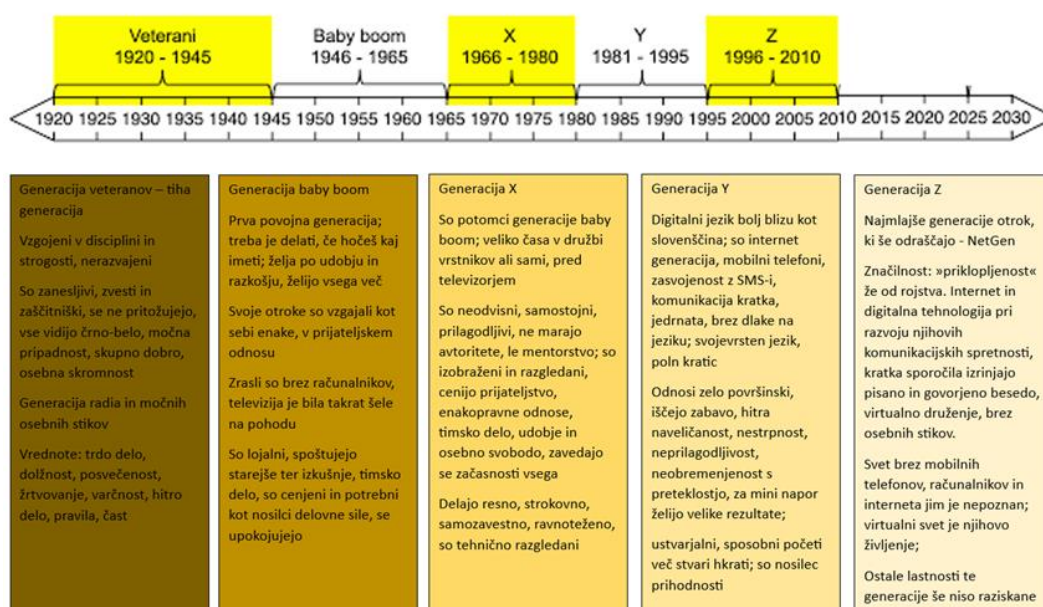 Veterani
1920 - 1945
Baby boom
1946 - 1965
X
1966 - 1980
Y
1981 - 1995
Z
1996 - 2010
1920 1925 1930 1935 1940 1945 1950 1955 1960 1965 1970 1975 1980 1985 1990 1995 2000 2005 2010 2015 2020 2025 2030
Generacija veteranov – tiha
generacija
Vzgojeni v disciplini in
strogosti, nerazvajeni
So zanesljivi, zvesti in
zaščitniški, se ne pritožujejo,
vse vidijo črno-belo, močna
pripadnost, skupno dobro,
osebna skromnost
Generacija radia in močnih
osebnih stikov
Vrednote: trdo delo,
dolžnost, posvečenost,
žrtvovanje, varčnost, hitro
delo, pravila, čast
Generacija baby boom
Prva povojna generacija;
treba je delati, če hočeš kaj
imeti; želja po udobju in
razkošju, želijo vsega več
Svoje otroke so vzgajali kot
sebi enake, v prijateljskem
odnosu
Zrasli so brez računalnikov,
televizija je bila takrat šele
na pohodu
So lojalni, spoštujejo
starejše ter izkušnje, timsko
delo, so cenjeni in potrebni
kot nosilci delovne sile, se
upokojujejo
Generacija X
So potomci generacije baby
boom; veliko časa v družbi
vrstnikov ali sami, pred
televizorjem
So neodvisni, samostojni,
prilagodljivi, ne marajo
avtoritete, le mentorstvo; so
izobraženi in razgledani,
cenijo prijateljstvo,
enakopravne odnose,
timsko delo, udobje in
osebno svobodo, zavedajo
se začasnosti vsega
Delajo resno, strokovno,
samozavestno, ravnoteženo,
so tehnično razgledani
Generacija Y
Digitalni jezik bolj blizu kot
slovenščina; so internet
generacija, mobilni telefoni,
zasvojenost z SMS-i,
komunikacija kratka,
jedrnata, brez dlake na
jeziku; svojevrsten jezik,
poln kratic
Odnosi zelo površinski,
iščejo zabavo, hitra
naveličanost, nestrpnost,
neprilagodljivost,
neobremenjenost s
preteklostjo, za mini napor
želijo velike rezultate;
ustvarjalni, sposobni početi
več stvari hkrati; so nosilec
prihodnosti
Generacija Z
Najmlajše generacije otrok,
ki še odraščajo - NetGen
Značilnost: »priklopljenost«
že od rojstva. Internet in
digitalna tehnologija pri
razvoju njihovih
komunikacijskih spretnosti,
kratka sporočila izrinjajo
pisano in govorjeno besedo,
virtualno druženje, brez
osebnih stikov.
Svet brez mobilnih
telefonov, računalnikov in
interneta jim je nepoznan;
virtualni svet je njihovo
življenje;
Ostale lastnosti te
generacije še niso raziskane